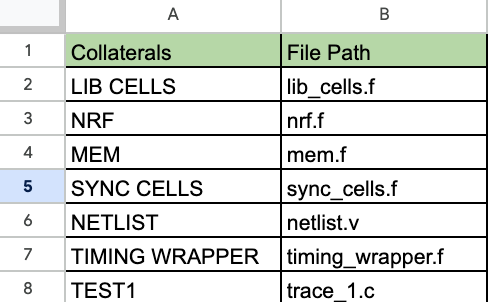 A B
1 Collaterals File Path
2 LIB CELLS lib_cells.f
3 NRF nrf.f
4 MEM mem.f
5 SYNC CELLS sync_cells.f
6 NETLIST netlist.v
7 TIMING WRAPPER timing_wrapper.f
8 TEST1 trace_1.c